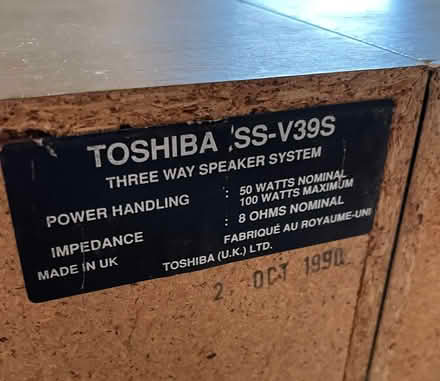 TOSHIBA SS-V39S
THREE WAY SPEAKER SYSTEM
POWER HANDLING : 50 WATTS NOMINAL
: 100 WATTS MAXIMUM
IMPEDANCE : 8 OHMS NOMINAL
MADE IN UK FABRIQUÉ AU ROYAUME-UNI
TOSHIBA (U.K.) LTD.
2 OCT 1990